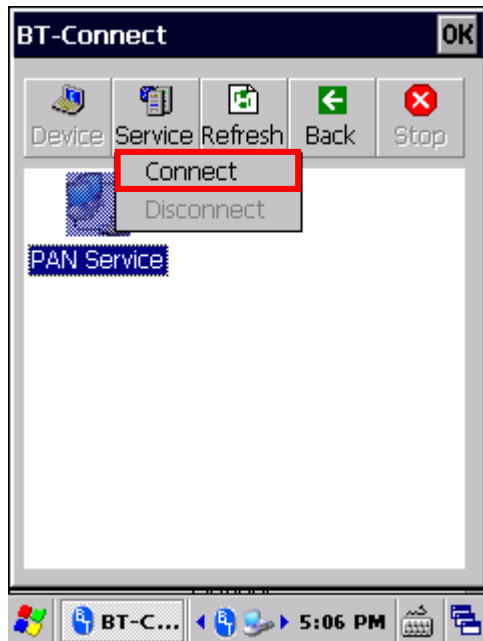 BT-Connect OK
Device Service Refresh Back Stop
Connect
Disconnect
PAN Service
BT-C... 5:06 PM